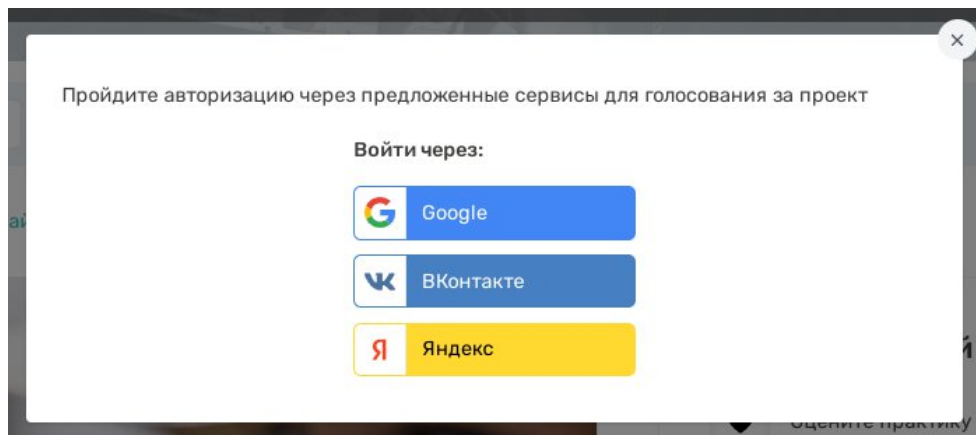 Пройдите авторизацию через предложенные сервисы для голосования за проект
Войти через:
Google
ВКонтакте
Я Яндекс
Оцените практику